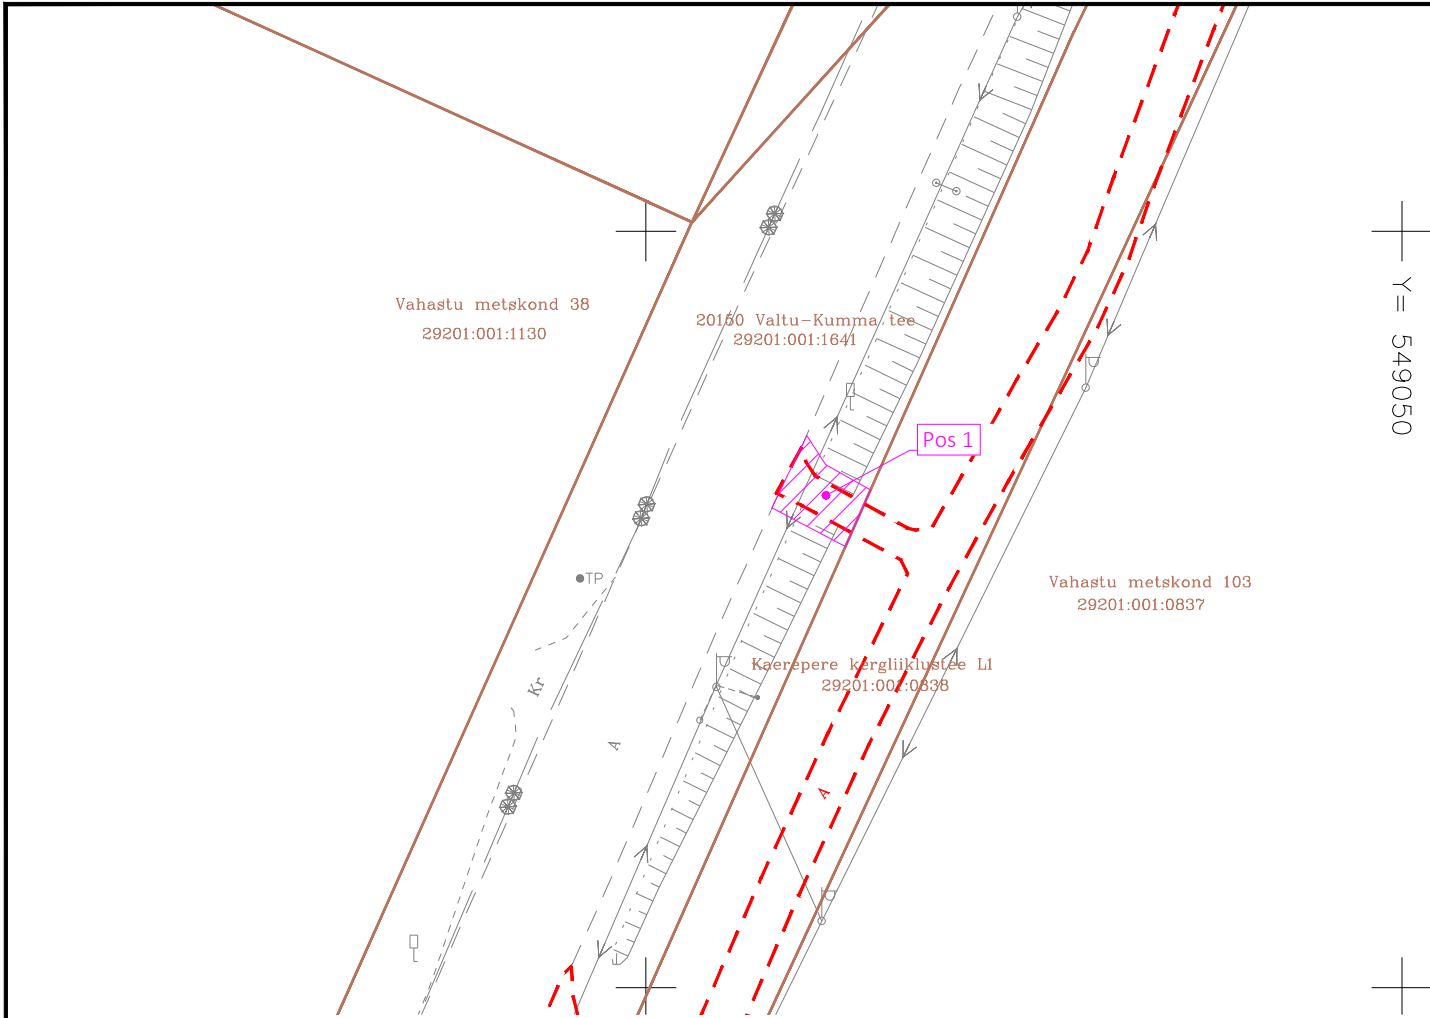 Vahastu metskond 38
29201:001:1130
20150 Valtu-Kumma tee
29201:001:1641
Y= 549050
Pos 1
TP
Vahastu metskond 103
29201:001:0837
Kaerepere kergliiklustee L1
29201:001:0838
Kr
A
A